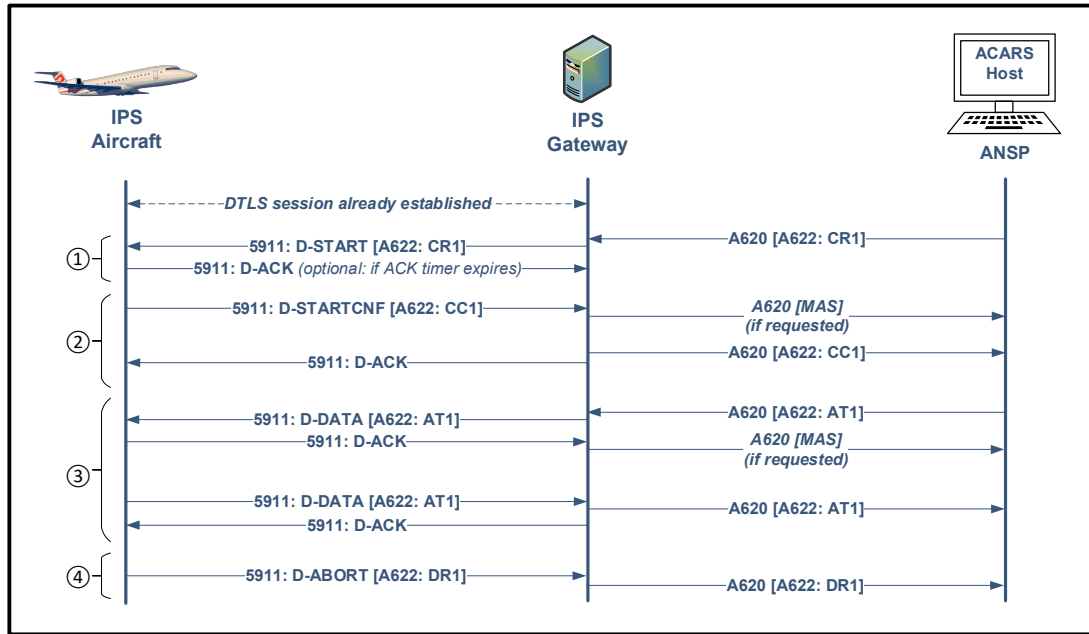 IPS
Aircraft
IPS
Gateway
ACARS
Host
ANSP
DTLS session already established
①
5911: D-START [A622: CR1]
A620 [A622: CR1]
5911: D-ACK (optional: if ACK timer expires)
②
5911: D-STARTCNF [A622: CC1]
A620 [MAS]
(if requested)
5911: D-ACK
A620 [A622: CC1]
③
5911: D-DATA [A622: AT1]
A620 [A622: AT1]
5911: D-ACK
A620 [MAS]
(if requested)
5911: D-DATA [A622: AT1]
A620 [A622: AT1]
5911: D-ACK
④
5911: D-ABORT [A622: DR1]
A620 [A622: DR1]